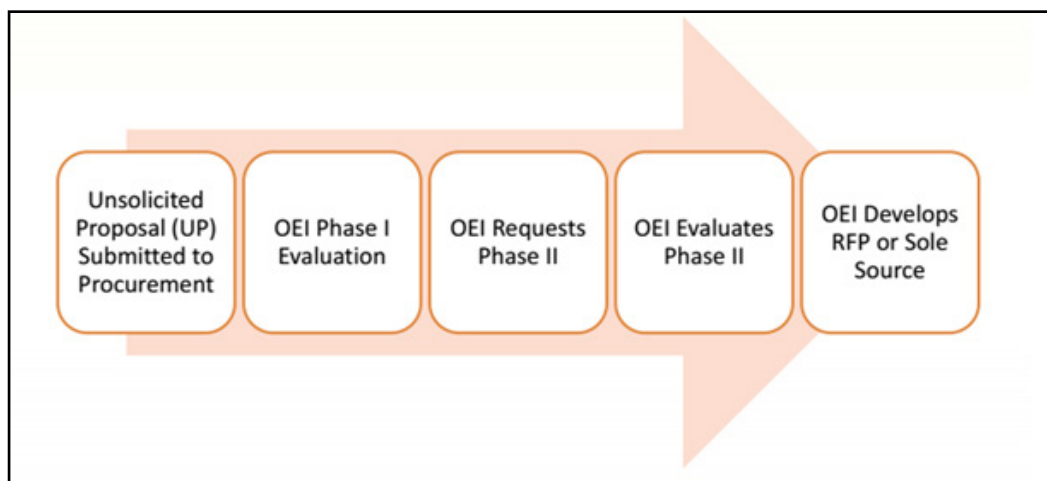 Unsolicited
Proposal (UP)
Submitted to
Procurement
OEI Phase I
Evaluation
OEI Requests
Phase II
OEI Evaluates
Phase II
OEI Develops
RFP or Sole
Source